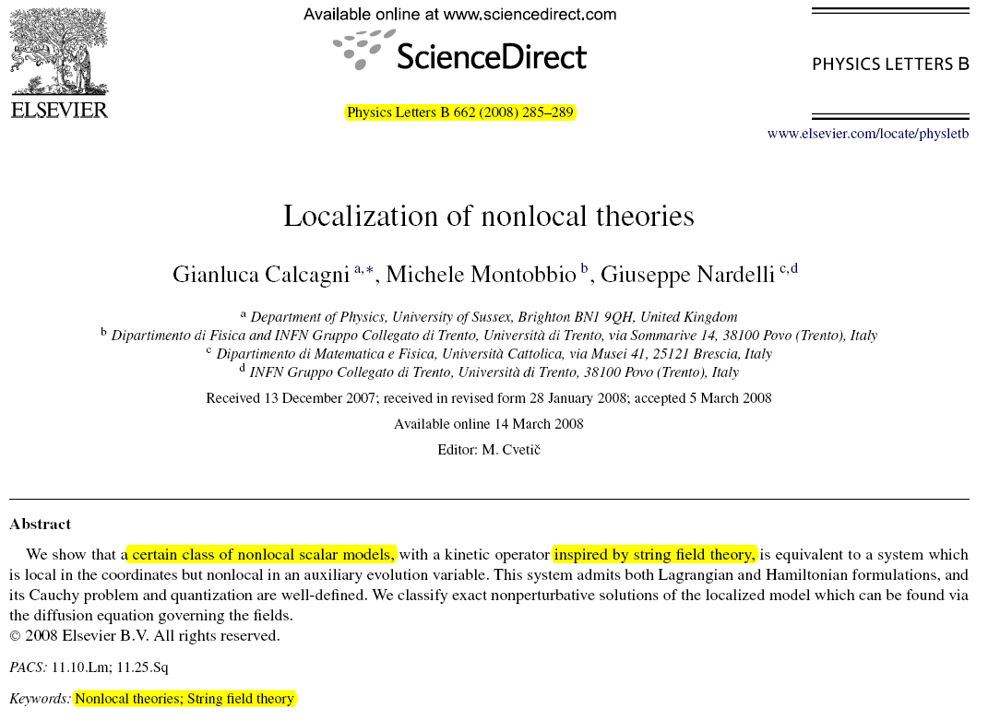 Available online at www.sciencedirect.com
ScienceDirect
ELSEVIER
PHYSICS LETTERS B
Physics Letters B 662 (2008) 285–289
www.elsevier.com/locate/physletb
Localization of nonlocal theories
Gianluca Calcagni a,∗, Michele Montobbio b, Giuseppe Nardelli c,d
a Department of Physics, University of Sussex, Brighton BN1 9QH, United Kingdom
b Dipartimento di Fisica and INFN Gruppo Collegato di Trento, Università di Trento, via Sommarive 14, 38100 Povo (Trento), Italy
c Dipartimento di Matematica e Fisica, Università Cattolica, via Musei 41, 25121 Brescia, Italy
d INFN Gruppo Collegato di Trento, Università di Trento, 38100 Povo (Trento), Italy
Received 13 December 2007; received in revised form 28 January 2008; accepted 5 March 2008
Available online 14 March 2008
Editor: M. Cvetič
Abstract
We show that a certain class of nonlocal scalar models, with a kinetic operator inspired by string field theory, is equivalent to a system which
is local in the coordinates but nonlocal in an auxiliary evolution variable. This system admits both Lagrangian and Hamiltonian formulations, and
its Cauchy problem and quantization are well-defined. We classify exact nonperturbative solutions of the localized model which can be found via
the diffusion equation governing the fields.
© 2008 Elsevier B.V. All rights reserved.
PACS: 11.10.Lm; 11.25.Sq
Keywords: Nonlocal theories; String field theory